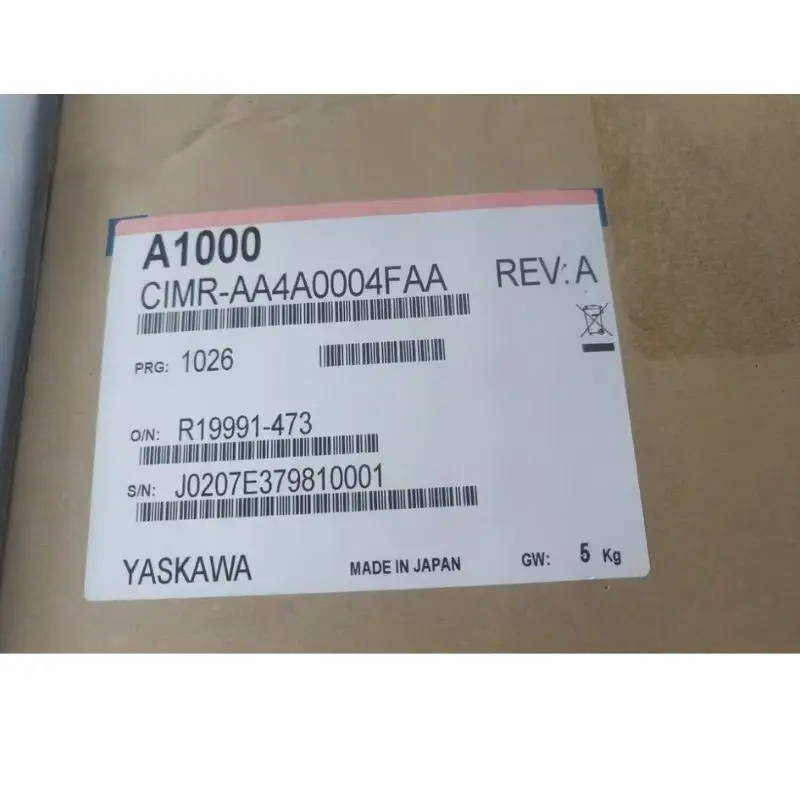 A1000
CIMR-AA4A0004FAA REV: A
PRG: 1026
O/N: R19991-473
S/N: J0207E379810001
YASKAWA MADE IN JAPAN GW: 5 Kg